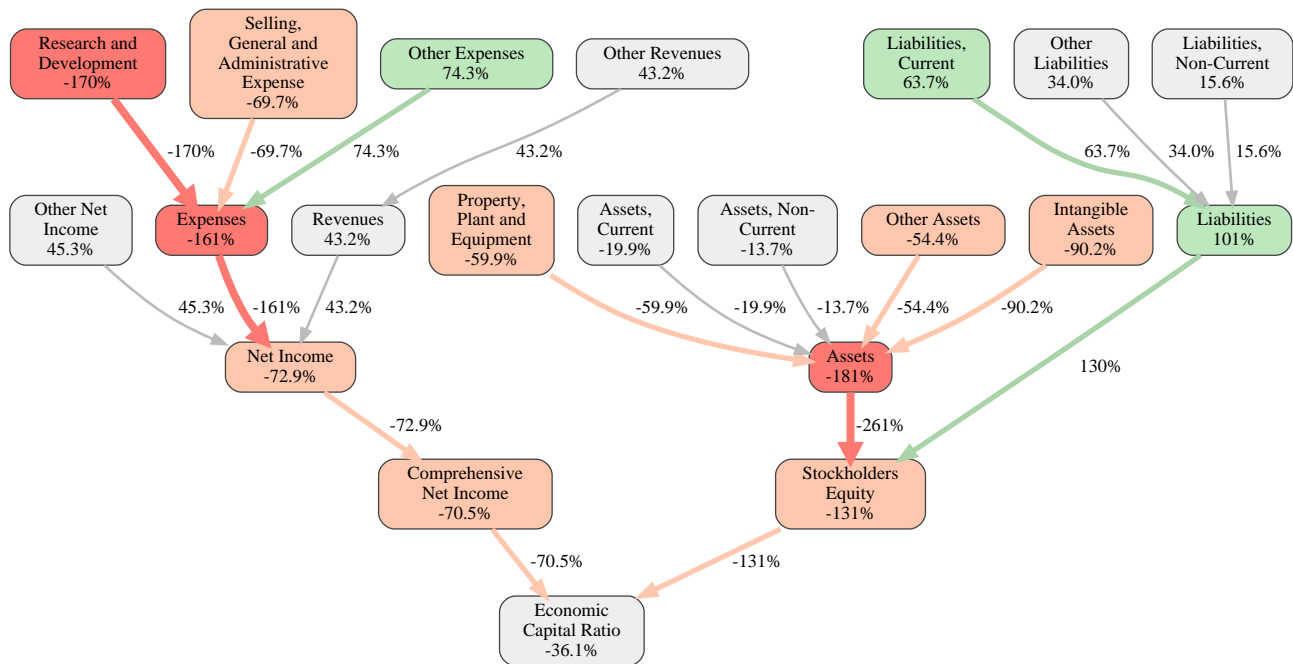 Research and
Development
-170%
Selling,
General and
Administrative
Expense
-69.7%
Other Expenses
74.3%
Other Revenues
43.2%
Liabilities,
Current
63.7%
Other
Liabilities
34.0%
Liabilities,
Non-Current
15.6%
-170%
-69.7%
74.3%
43.2%
63.7%
34.0%
15.6%
Other Net
Income
45.3%
Expenses
-161%
Revenues
43.2%
Property,
Plant and
Equipment
-59.9%
Assets,
Current
-19.9%
Assets, Non-
Current
-13.7%
Other Assets
-54.4%
Intangible
Assets
-90.2%
Liabilities
101%
45.3%
-161%
43.2%
-59.9%
-19.9%
-13.7%
-54.4%
-90.2%
130%
Net Income
-72.9%
Assets
-181%
-72.9%
-261%
Comprehensive
Net Income
-70.5%
Stockholders
Equity
-131%
-70.5%
-131%
Economic
Capital Ratio
-36.1%